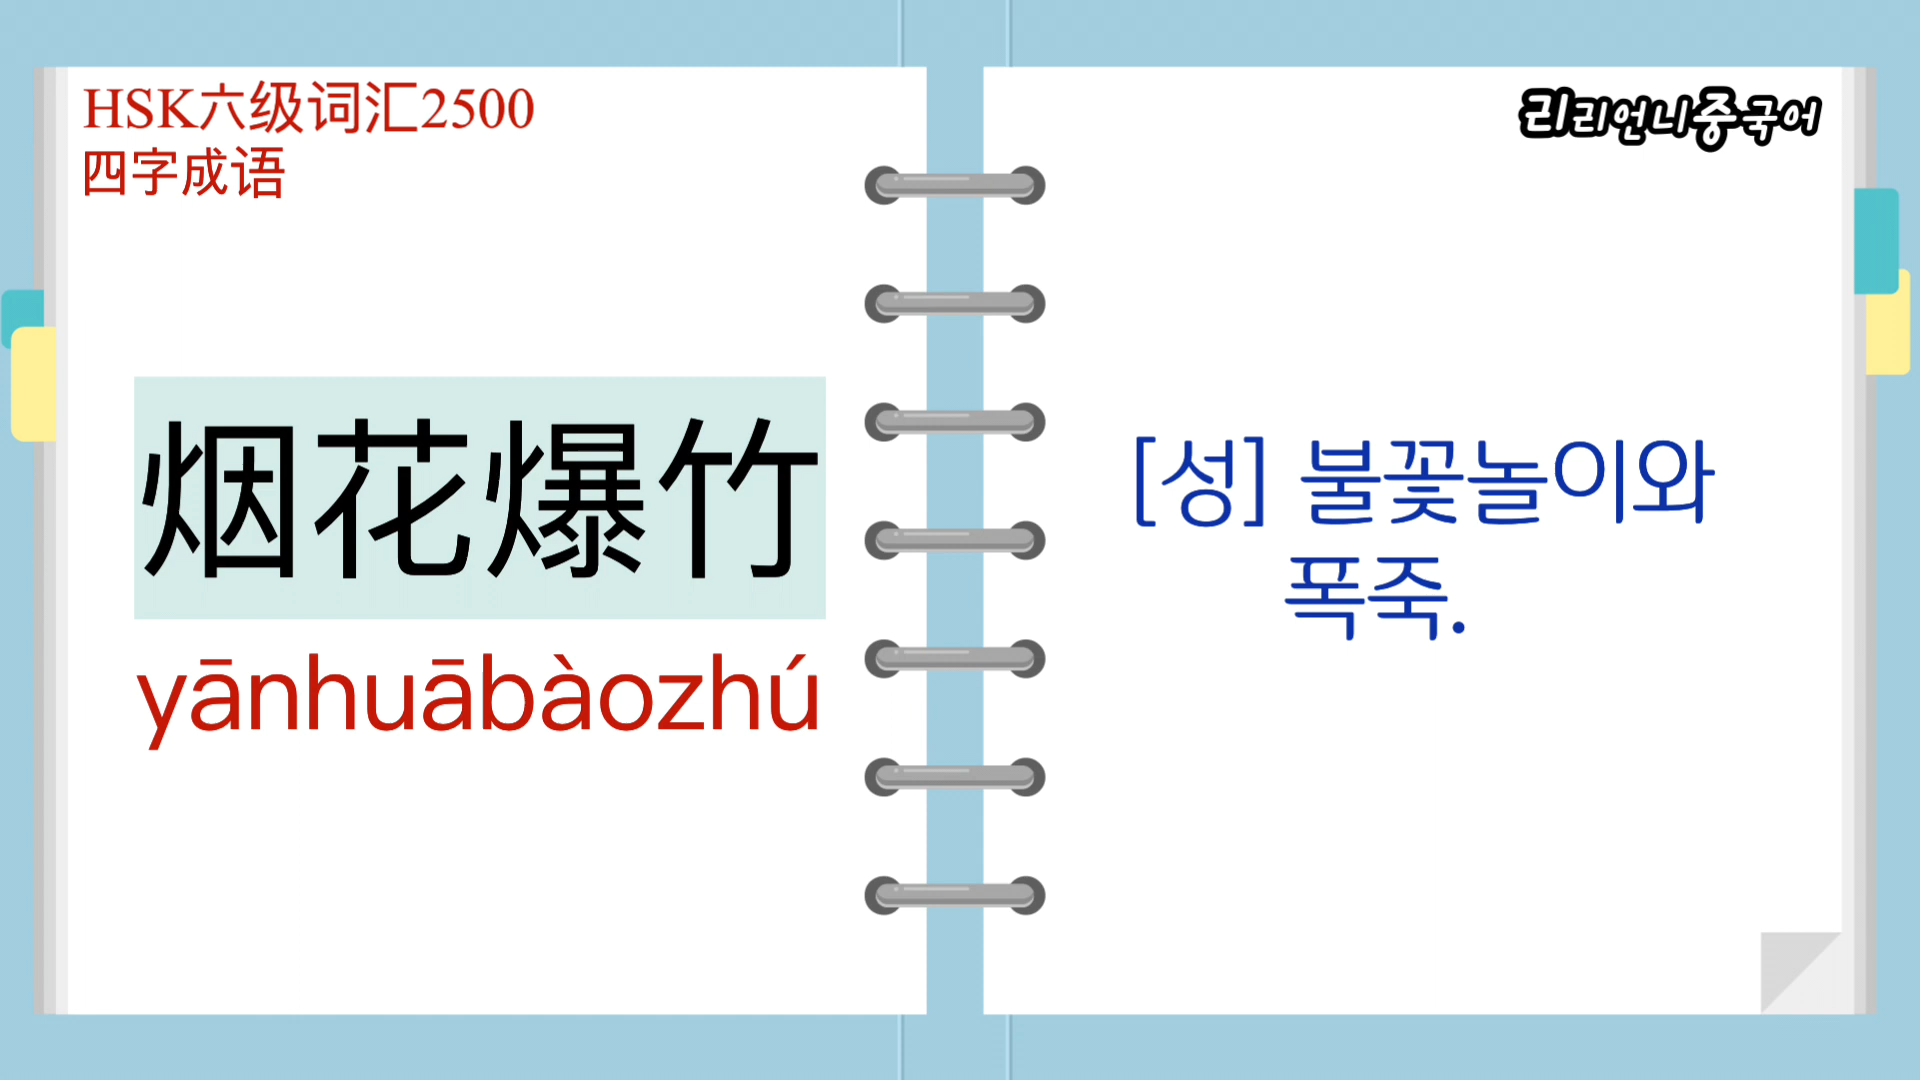 HSK六级词汇2500
四字成语
烟花爆竹
yānhuābàozhú
리리언니중국어
[성] 불꽃놀이와
폭죽.